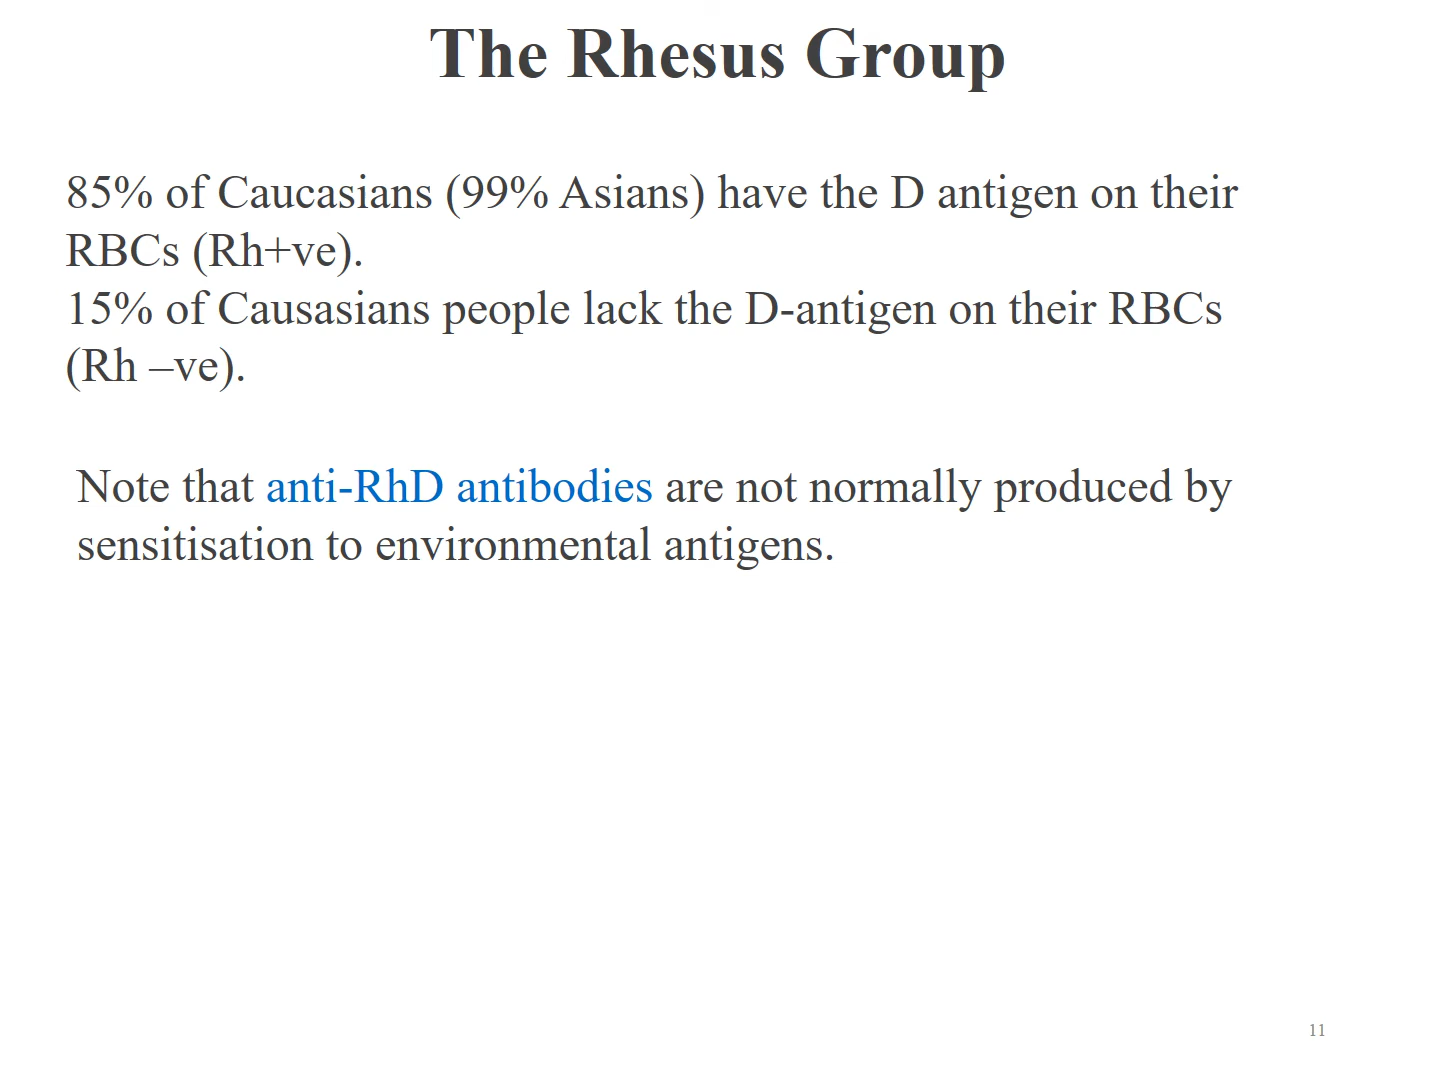 The Rhesus Group
85% of Caucasians (99% Asians) have the D antigen on their
RBCs (Rh+ve).
15% of Causasians people lack the D-antigen on their RBCs
(Rh –ve).
Note that anti-RhD antibodies are not normally produced by
sensitisation to environmental antigens.
11